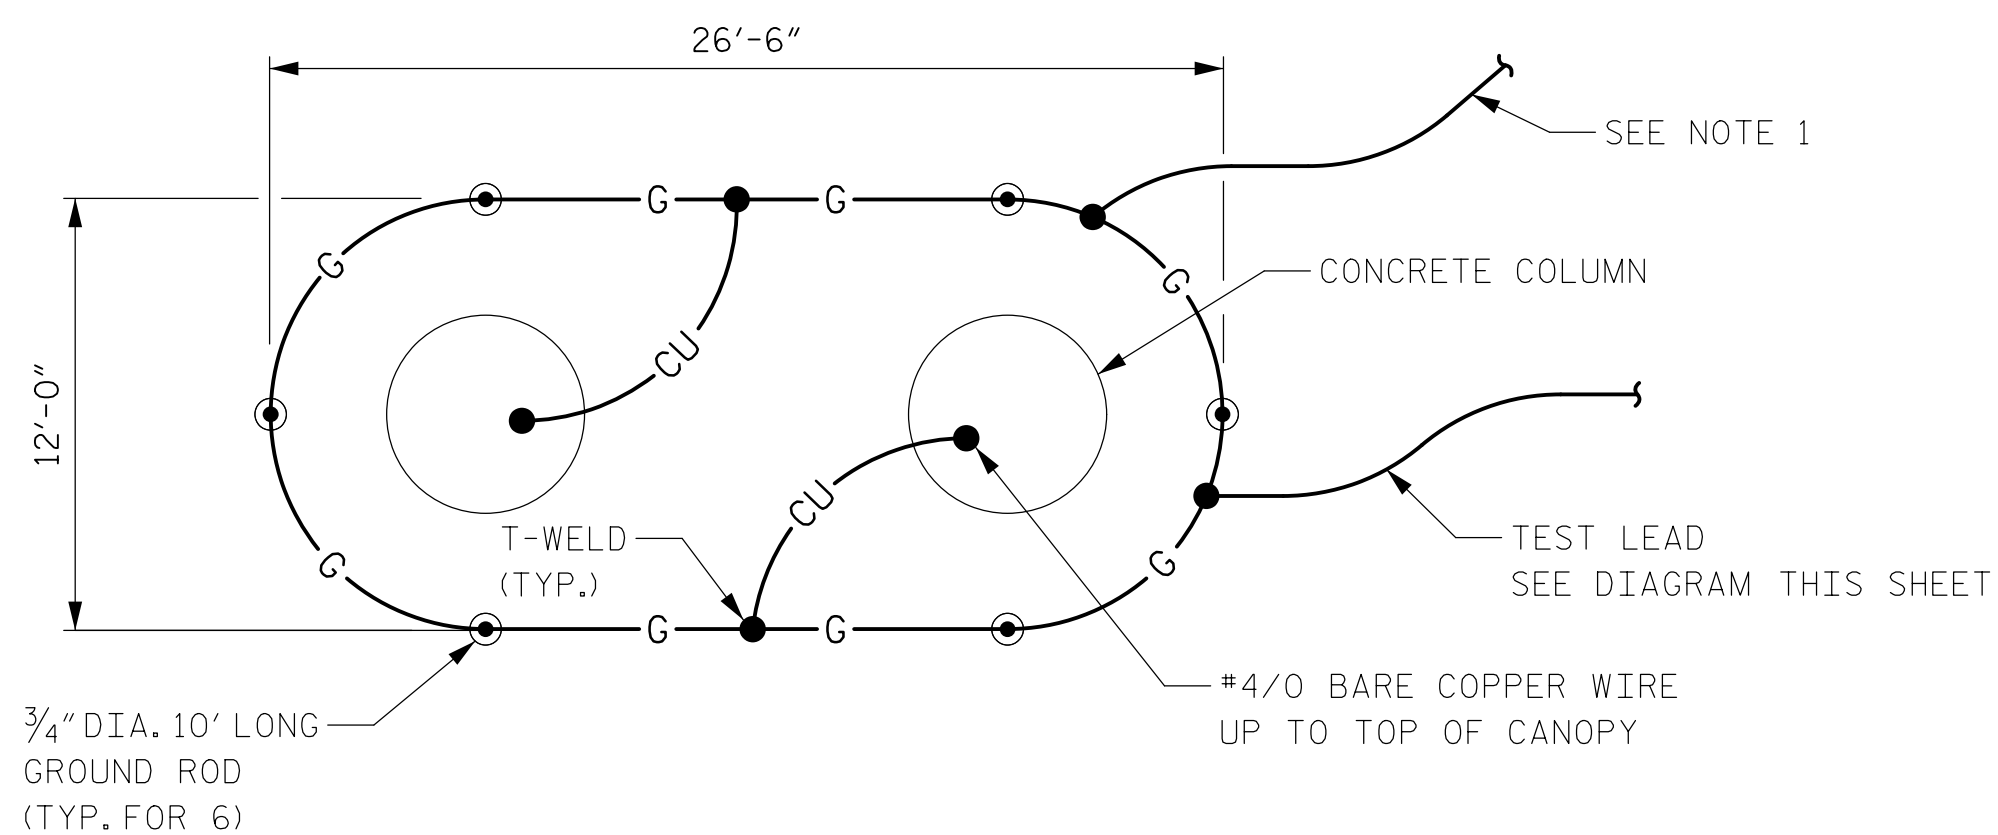 26'-6"
SEE NOTE 1
G
G
G
G
CONCRETE COLUMN
CU
12'-0"
CU
T-WELD
(TYP.)
TEST LEAD
SEE DIAGRAM THIS SHEET
G
G
G
G
#4/0 BARE COPPER WIRE
UP TO TOP OF CANOPY
¾" DIA. 10' LONG
GROUND ROD
(TYP. FOR 6)